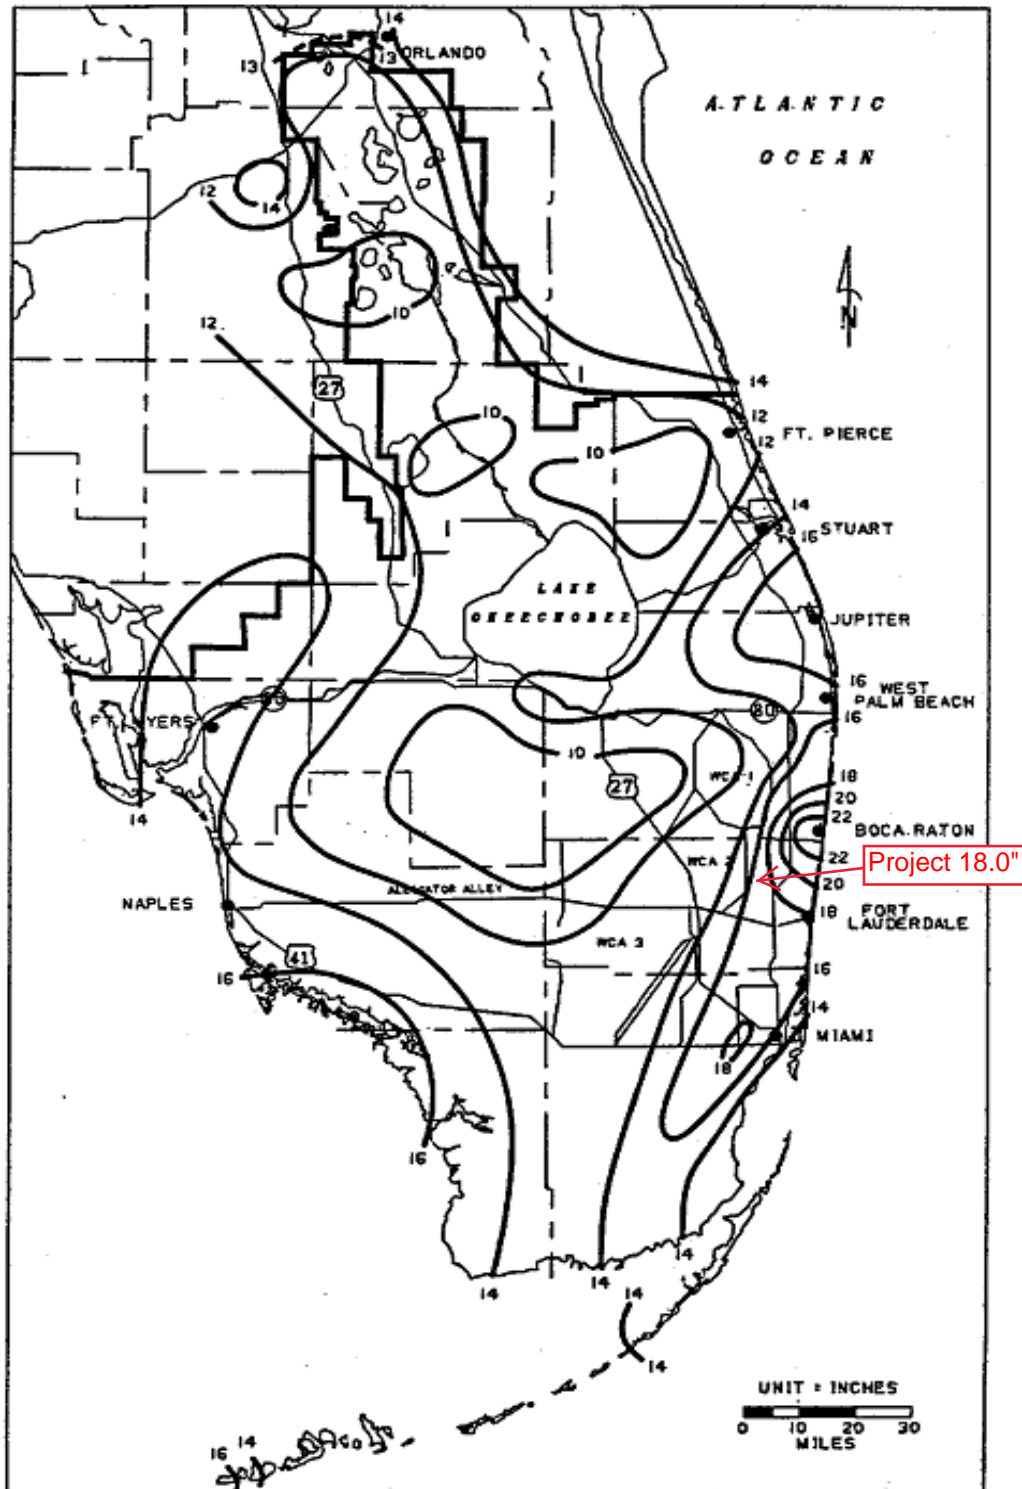 14
ORLANDO
13
13
ATLANTIC
OCEAN
12
14
N
10
12
27
14
12
10
FT. PIERCE
12
10
14
STUART
16
LAKE
OKEECHOBEE
JUPITER
16
WEST
PALM BEACH
80
16
FT. MYERS
10
WCA-1
18
27
20
22
14
BOCA RATON
WCA 2
22
Project 18.0"
20
ALLIGATOR ALLEY
NAPLES
18
FORT
LAUDERDALE
WCA 3
41
16
16
14
MIAMI
18
16
14
14
14
14
14
UNIT = INCHES
0 10 20 30
MILES
16 14